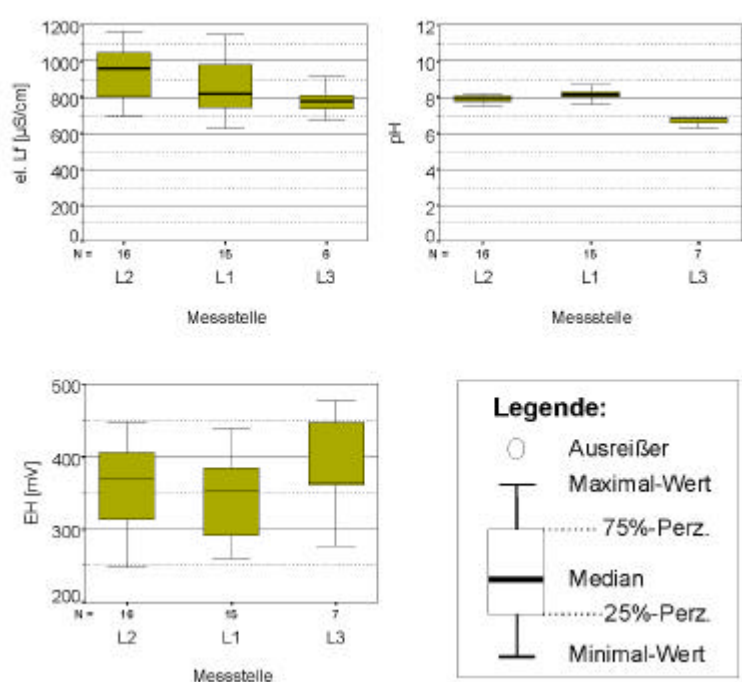 el. Lf [µS/cm]
1200
1000
800
600
400
200
0
N = 16 15 6
L2 L1 L3
Messstelle
pH
12
10
8
6
4
2
0
N = 16 15 7
L2 L1 L3
Messstelle
EH [mV]
500
400
300
200
N = 16 15 7
L2 L1 L3
Messstelle
Legende:
Ausreißer
Maximal-Wert
75%-Perz.
Median
25%-Perz.
Minimal-Wert